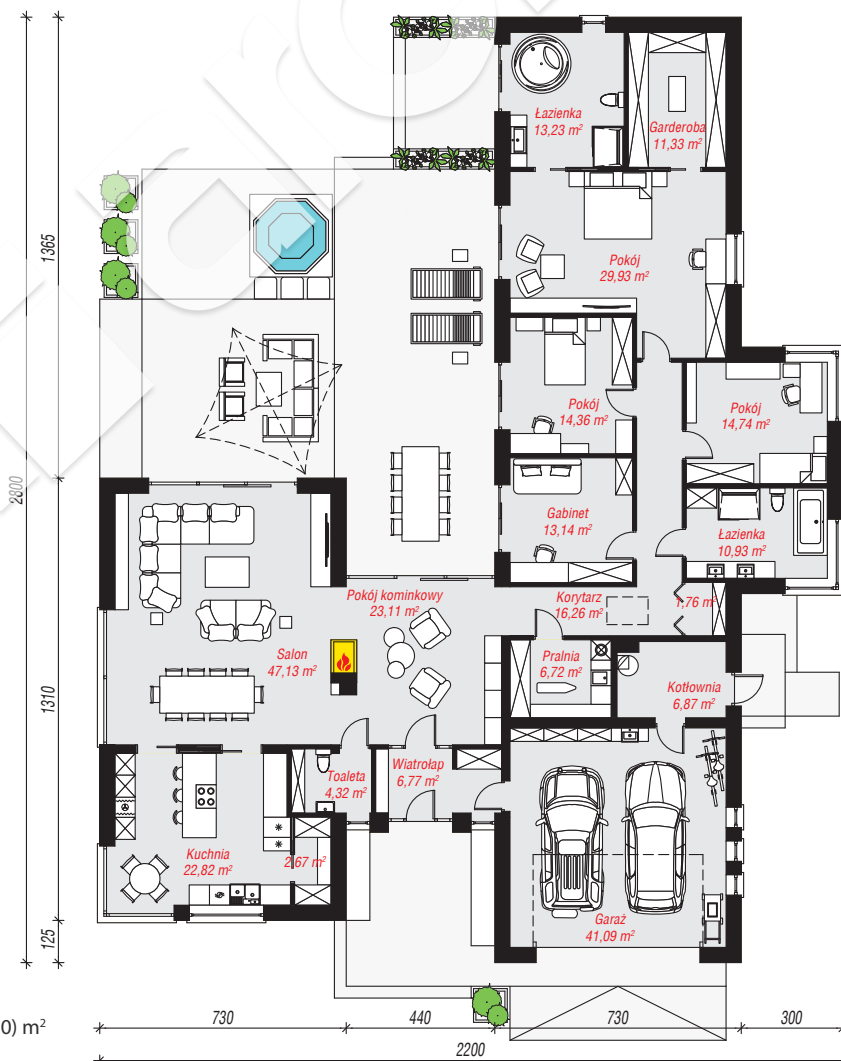 Łazienka
13,23 m²
Garderoba
11,33 m²
1365
Pokój
29,93 m²
Pokój
14,36 m²
Pokój
14,74 m²
2800
Gabinet
13,14 m²
Łazienka
10,93 m²
Pokój kominkowy
23,11 m²
Korytarz
16,26 m²
1,76 m²
Salon
47,13 m²
Pralnia
6,72 m²
Kotłownia
6,87 m²
1310
Toaleta
4,32 m²
Wiatrołap
6,77 m²
Kuchnia
22,82 m²
2,67 m²
Garaż
41,09 m²
125
0) m²
730
440
730
300
2200